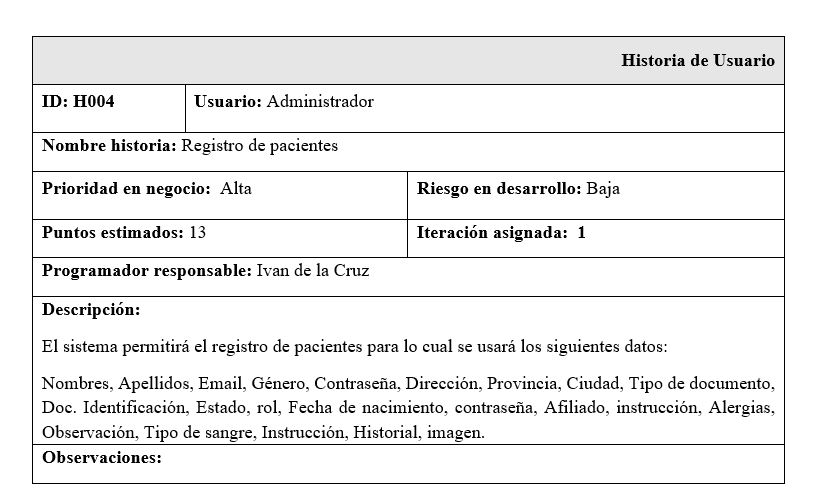 Historia de Usuario
ID: H004 Usuario: Administrador
Nombre historia: Registro de pacientes
Prioridad en negocio: Alta Riesgo en desarrollo: Baja
Puntos estimados: 13 Iteración asignada: 1
Programador responsable: Ivan de la Cruz
Descripción:
El sistema permitirá el registro de pacientes para lo cual se usará los siguientes datos:
Nombres, Apellidos, Email, Género, Contraseña, Dirección, Provincia, Ciudad, Tipo de documento,
Doc. Identificación, Estado, rol, Fecha de nacimiento, contraseña, Afiliado, instrucción, Alergias,
Observación, Tipo de sangre, Instrucción, Historial, imagen.
Observaciones: